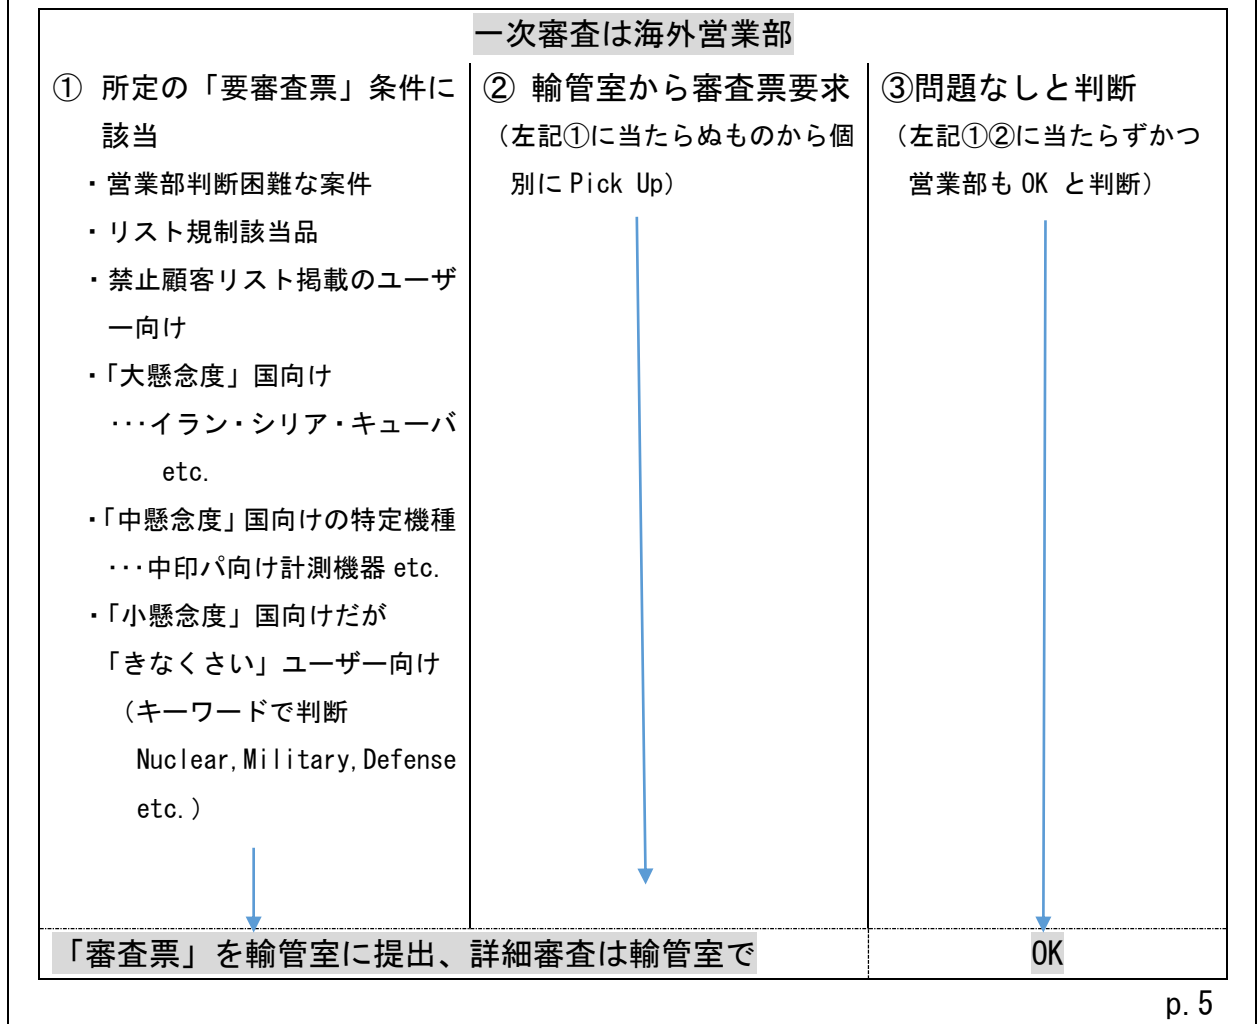 一次審査は海外営業部
① 所定の「要審査票」条件に
該当
・営業部判断困難な案件
・リスト規制該当品
・禁止顧客リスト掲載のユーザ
ー向け
・「大懸念度」国向け
･･･イラン・シリア・キューバ
etc.
・「中懸念度」国向けの特定機種
･･･中印パ向け計測機器 etc.
・「小懸念度」国向けだが
「きなくさい」ユーザー向け
（キーワードで判断
Nuclear,Military,Defense
etc.）
② 輸管室から審査票要求
（左記①に当たらぬものから個
別に Pick Up）
③問題なしと判断
（左記①②に当たらずかつ
営業部も OK と判断）
「審査票」を輸管室に提出、詳細審査は輸管室で
OK
p.5